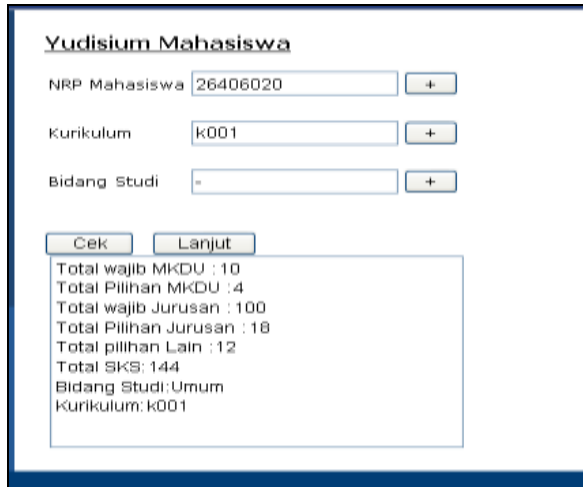 Yudisium Mahasiswa
NRP Mahasiswa 26406020 +
Kurikulum k001 +
Bidang Studi - +
Cek Lanjut
Total wajib MKDU :10
Total Pilihan MKDU :4
Total wajib Jurusan : 100
Total Pilihan Jurusan : 18
Total pilihan Lain :12
Total SKS: 144
Bidang Studi:Umum
Kurikulum: k001